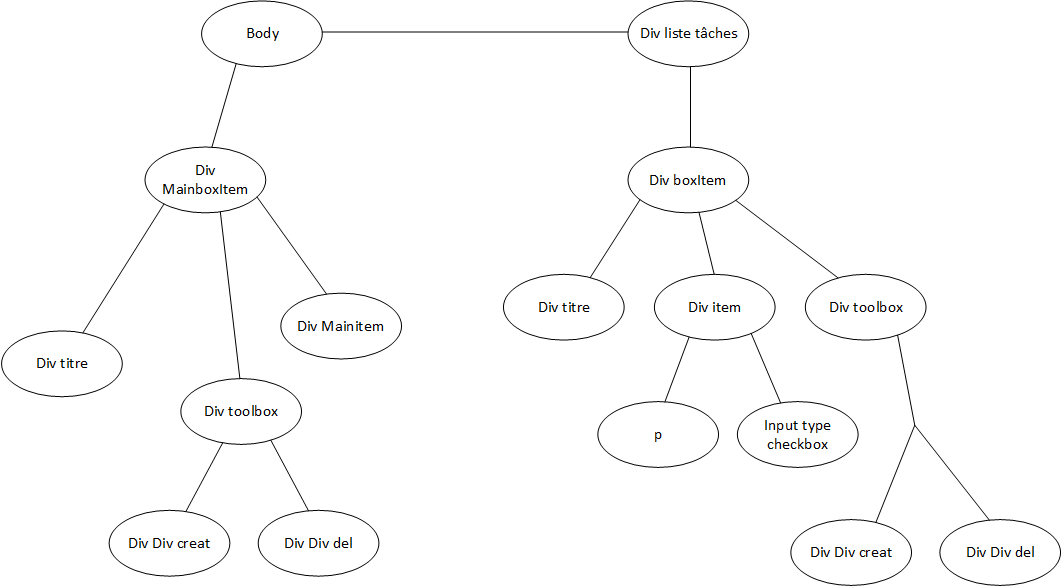 Body
Div liste tâches
Div
MainboxItem
Div boxItem
Div titre
Div item
Div toolbox
Div Mainitem
Div titre
Div toolbox
p
Input type
checkbox
Div Div creat
Div Div del
Div Div creat
Div Div del